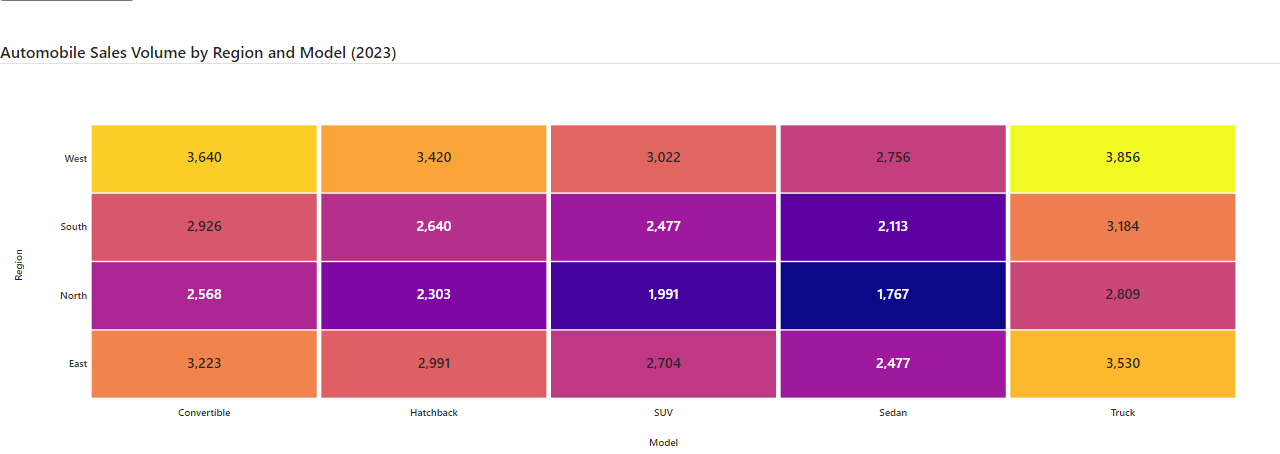 Automobile Sales Volume by Region and Model (2023)
West 3,640 3,420 3,022 2,756 3,856
South 2,926 2,640 2,477 2,113 3,184
Region
North 2,568 2,303 1,991 1,767 2,809
East 3,223 2,991 2,704 2,477 3,530
Convertible Hatchback SUV Sedan Truck
Model